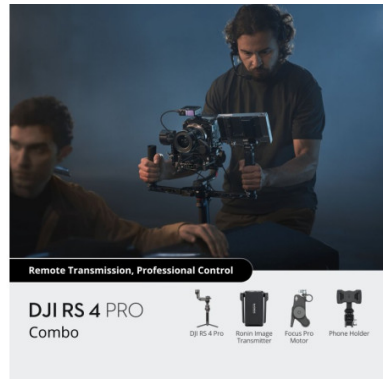 Remote Transmission, Professional Control
DJI RS 4 PRO
Combo
DJI RS 4 Pro
Ronin Image
Transmitter
Focus Pro
Motor
Phone Holder